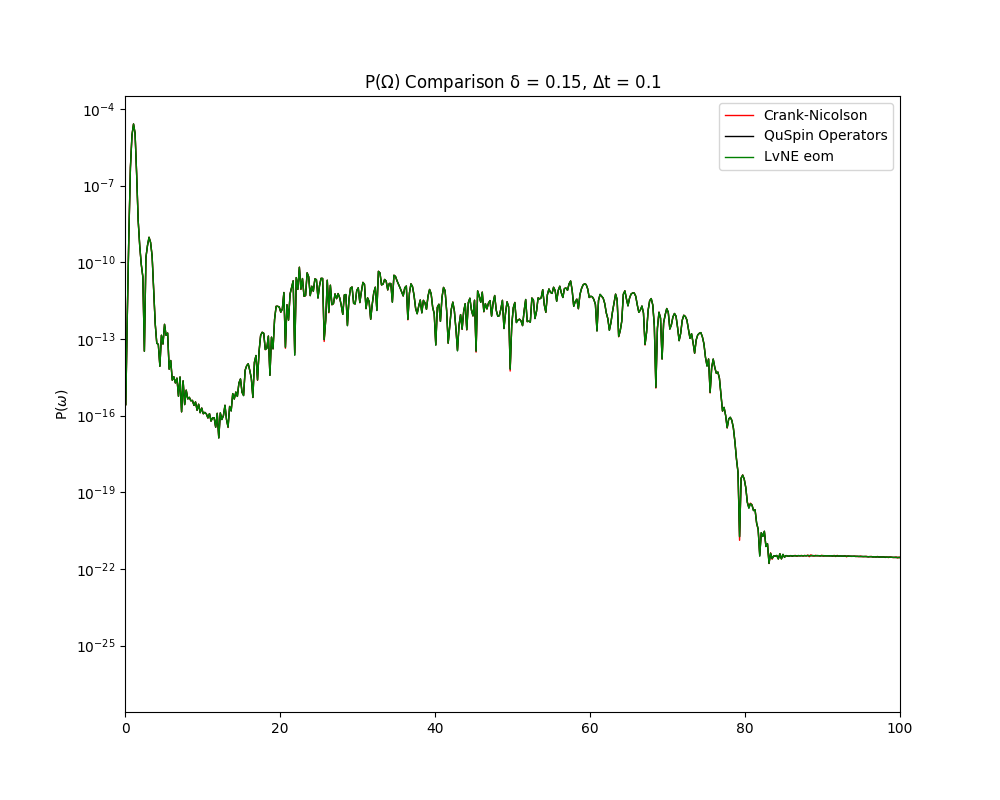 P(Ω) Comparison δ = 0.15, Δt = 0.1
Crank-Nicolson
QuSpin Operators
LvNE eom
P(ω)
10⁻⁴
10⁻⁷
10⁻¹⁰
10⁻¹³
10⁻¹⁶
10⁻¹⁹
10⁻²²
10⁻²⁵
0 20 40 60 80 100